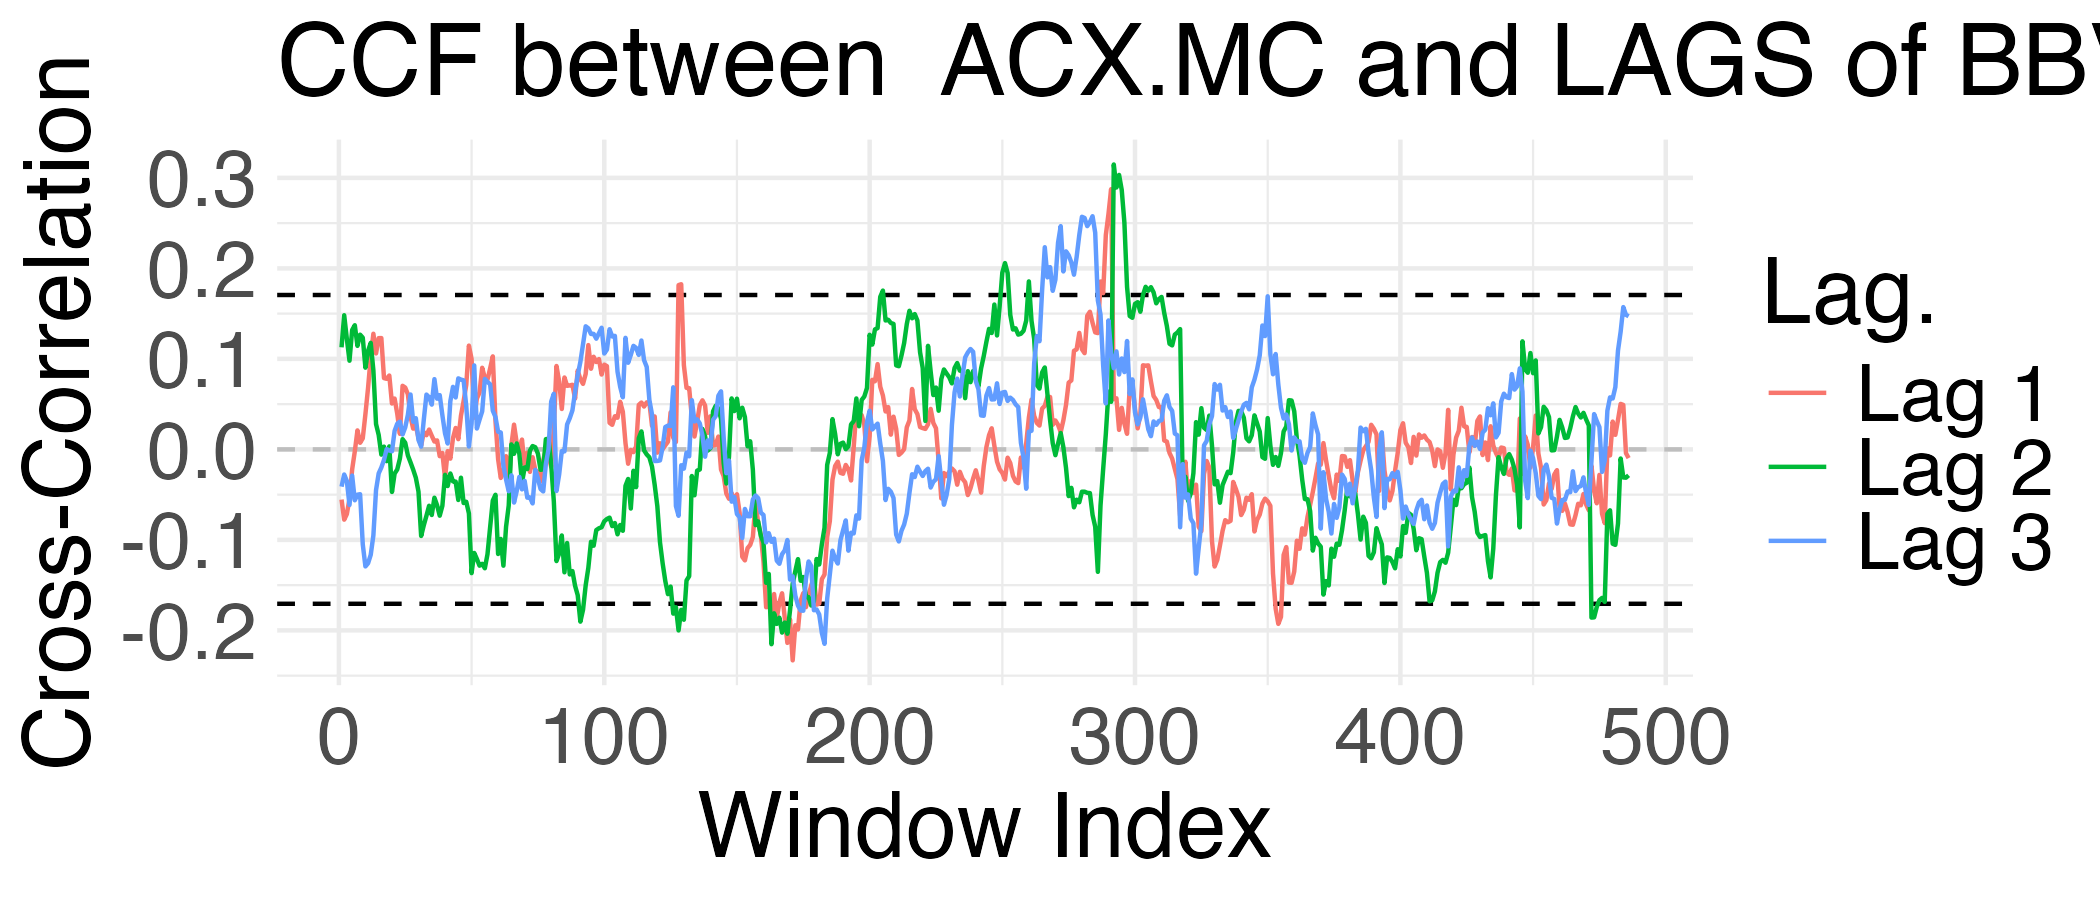 CCF between  ACX.MC and LAGS of BB
Cross-Correlation
0.3
0.2
0.1
0.0
-0.1
-0.2
0 100 200 300 400 500
Window Index
Lag.
Lag 1
Lag 2
Lag 3